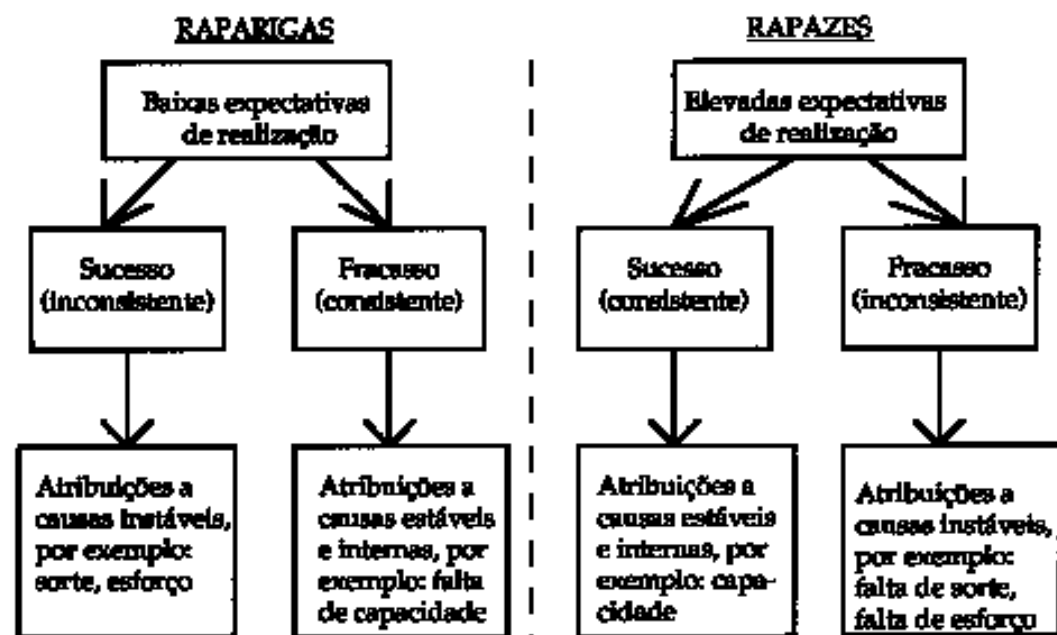 RAPARIGAS
Baixas expectativas
de realização
Sucesso
(inconsistente)
Fracasso
(consistente)
Atribuições a
causas instáveis,
por exemplo:
sorte, esforço
Atribuições a
causas estáveis
e internas, por
exemplo: falta
de capacidade
RAPAZES
Elevadas expectativas
de realização
Sucesso
(consistente)
Fracasso
(inconsistente)
Atribuições a
causas estáveis
e internas, por
exemplo: capa-
cidade
Atribuições a
causas instáveis,
por exemplo:
falta de sorte,
falta de esforço